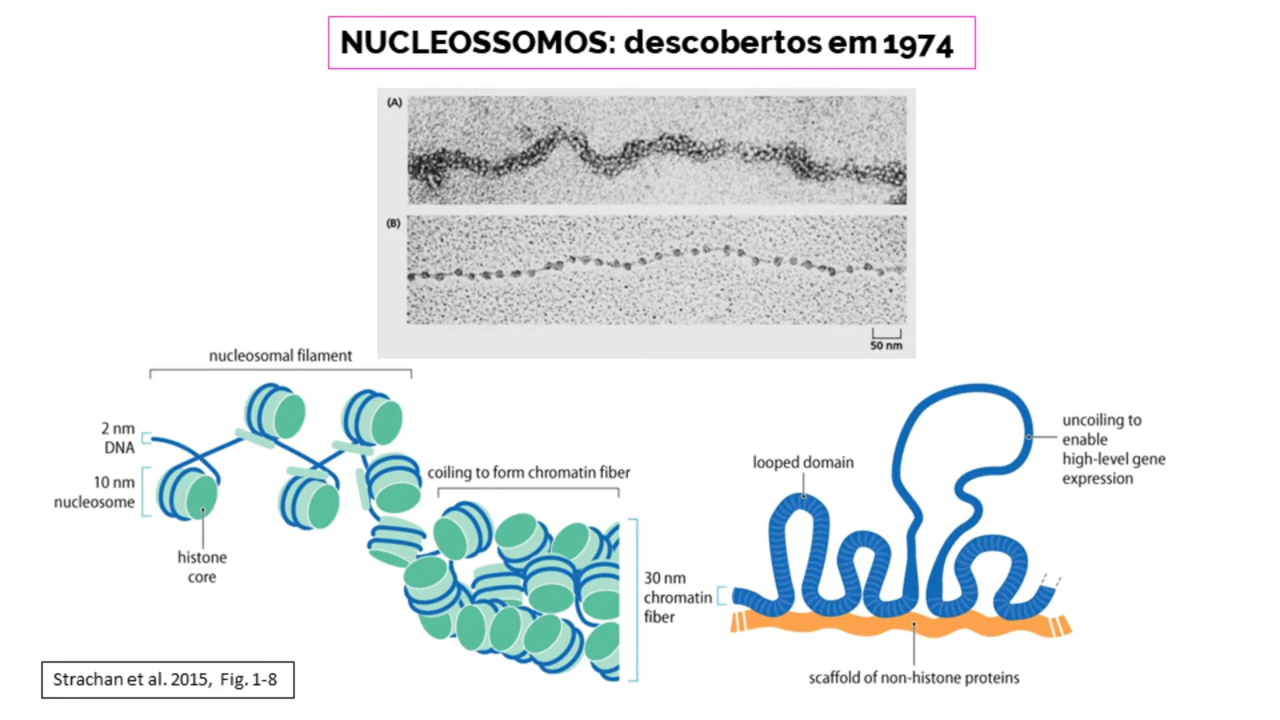 NUCLEOSSOMOS: descobertos em 1974
(A)
(B)
50 nm
nucleosomal filament
2 nm
DNA
10 nm
nucleosome
histone
core
coiling to form chromatin fiber
30 nm
chromatin
fiber
looped domain
uncoiling to
enable
high-level gene
expression
scaffold of non-histone proteins
Strachan et al. 2015, Fig. 1-8